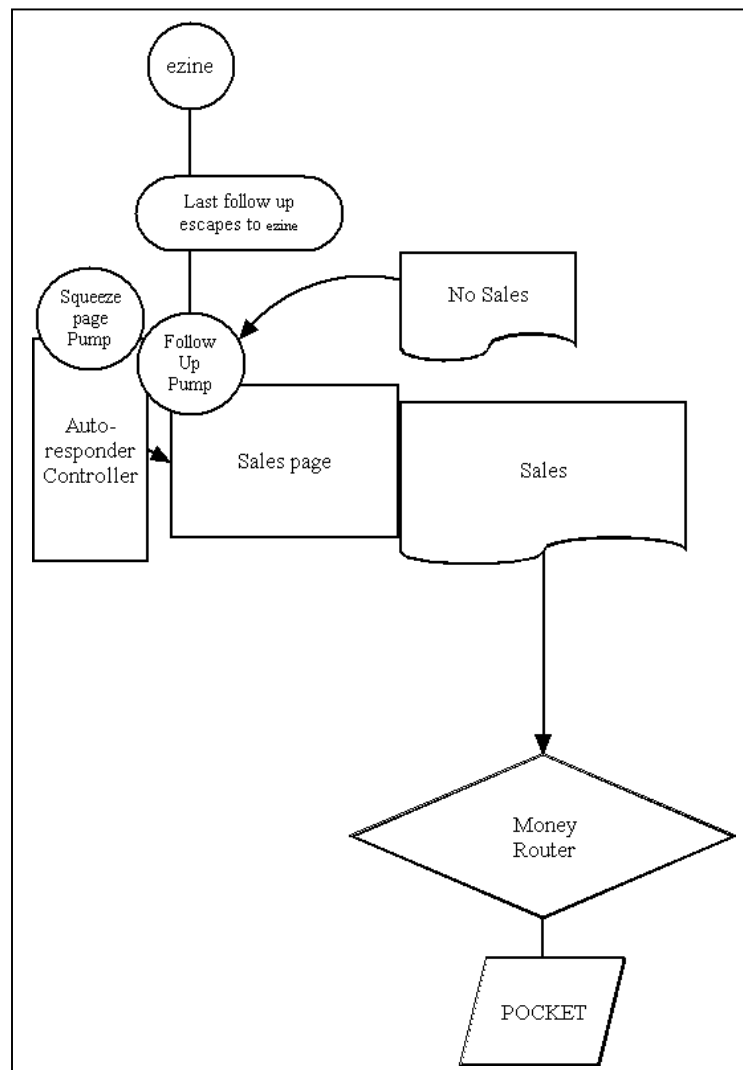 ezine
Last follow up
escapes to ezine
No Sales
Squeeze
page
Pump
Follow
Up
Pump
Auto-
responder
Controller
Sales page
Sales
Money
Router
POCKET